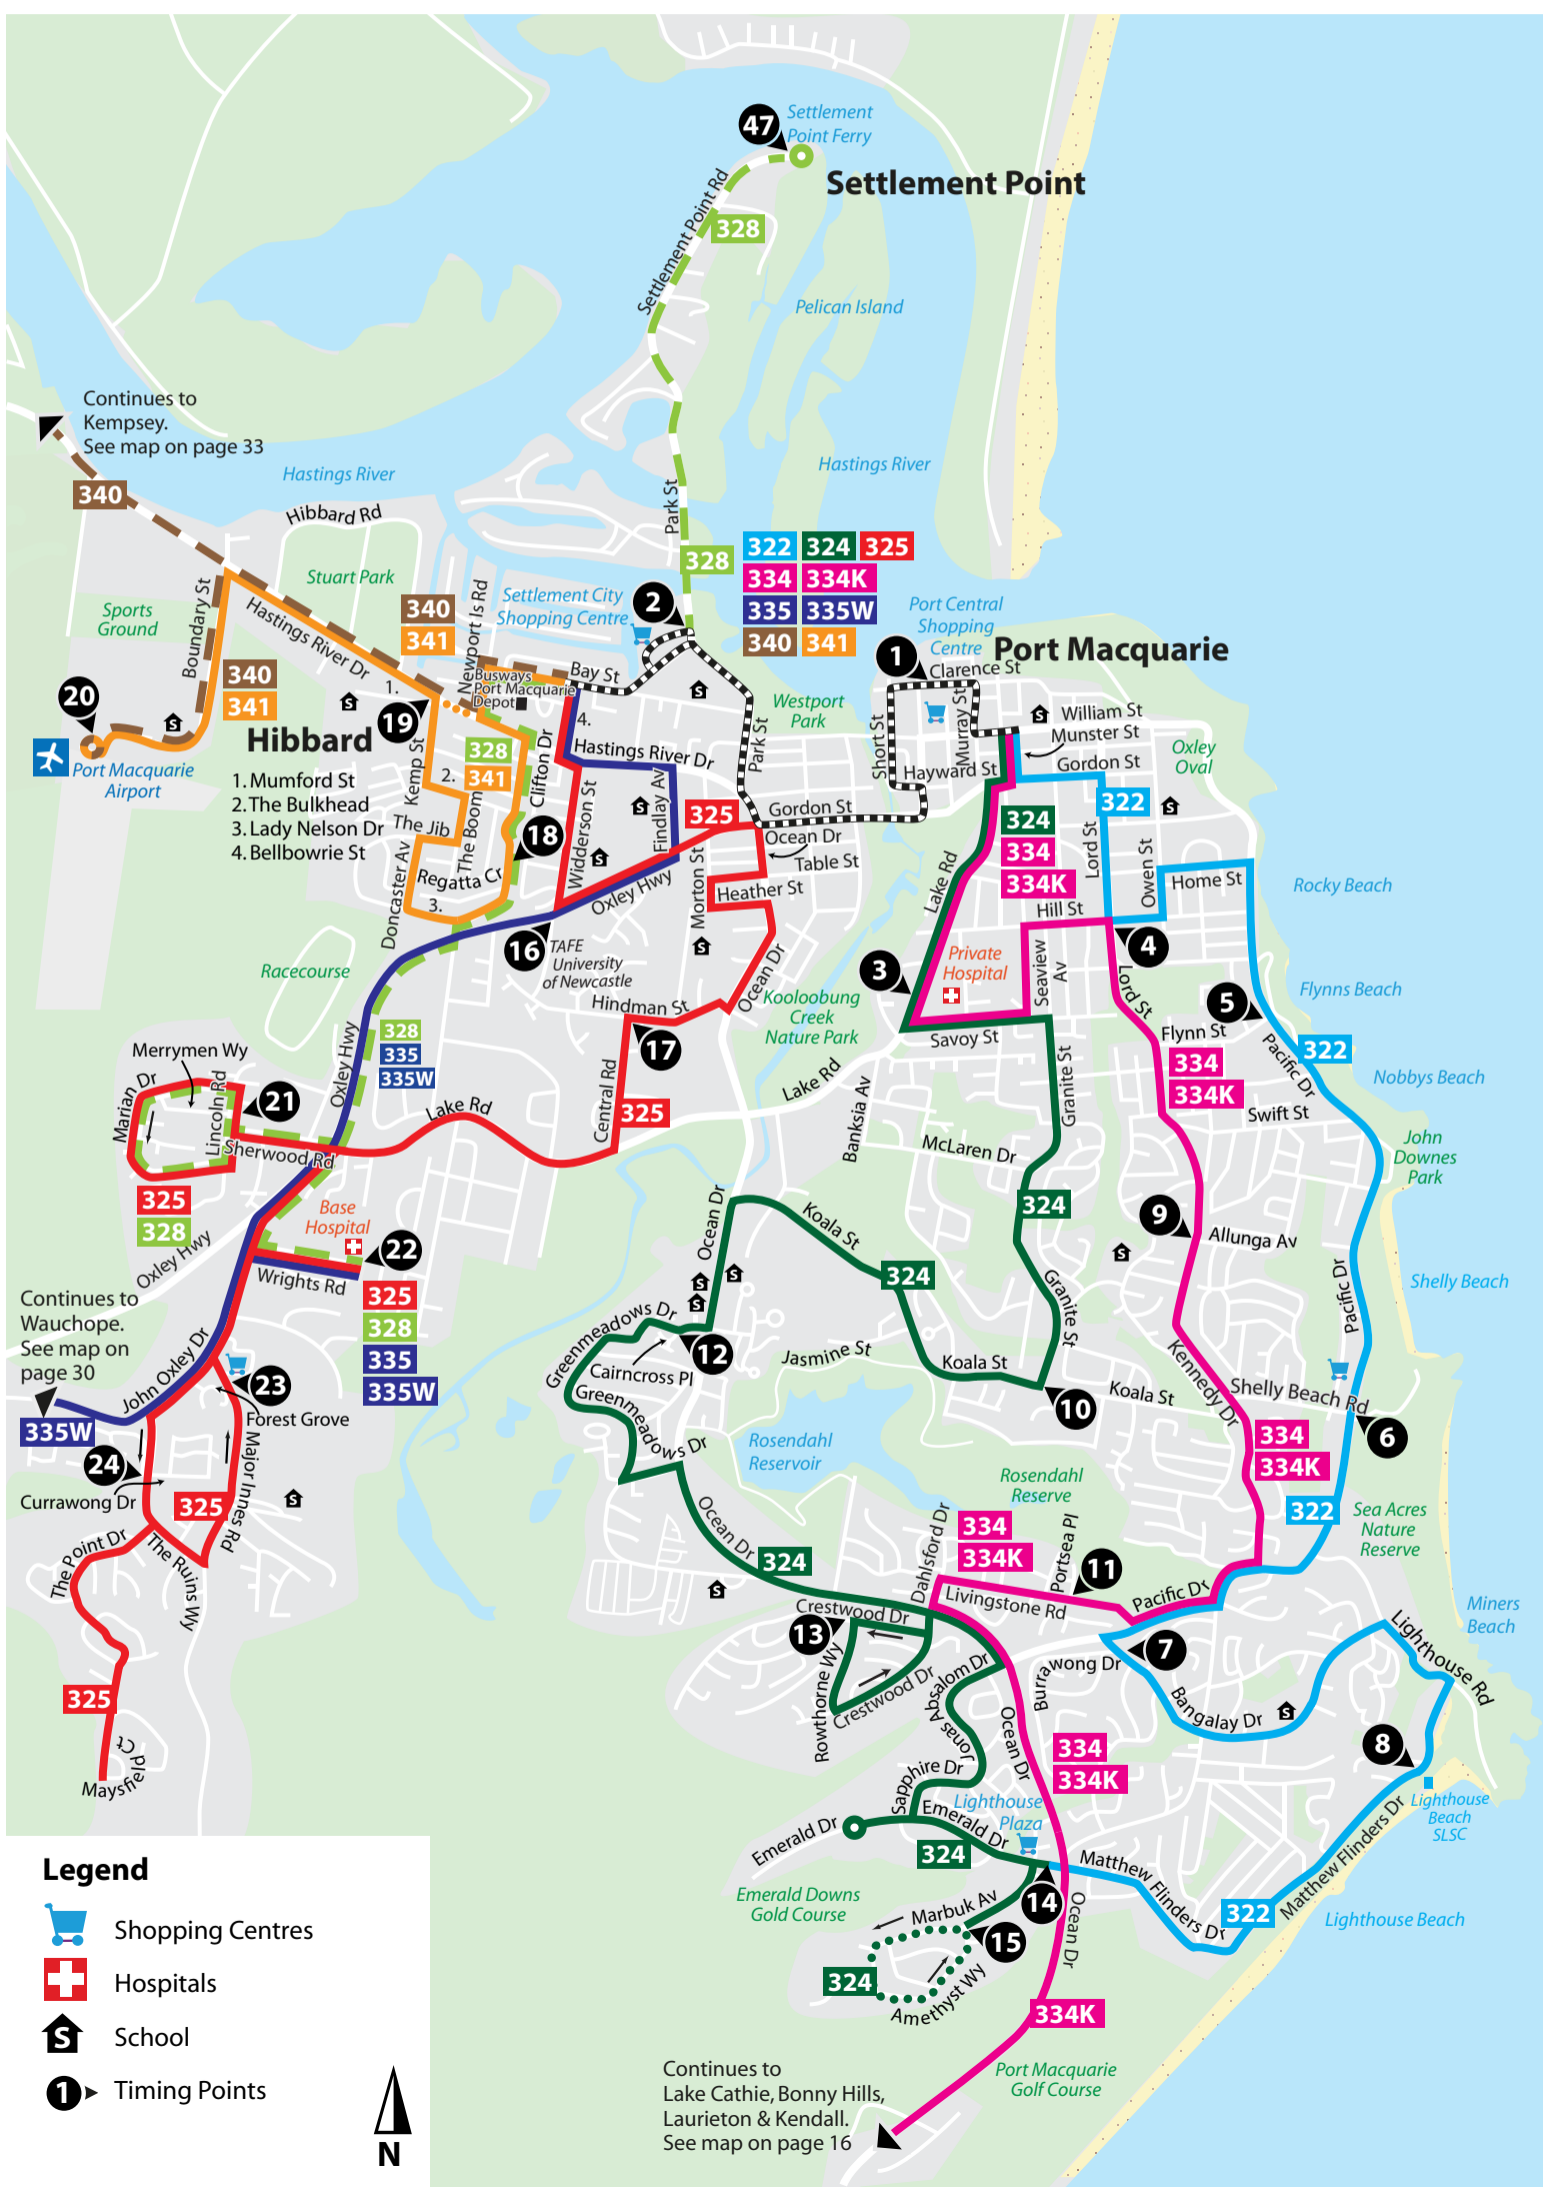 47
Settlement
Point Ferry
Settlement Point
Settlement Point Rd
328
Pelican Island
Continues to
Kempsey.
See map on page 33
340
Hastings River
Hastings River
Hibbard Rd
Park St
328
322 324 325
334 334K
335 335W
340 341
Stuart Park
Sports
Ground
Boundary St
Hastings River Dr
340
341
Newport Is Rd
Settlement City
Shopping Centre
2
Port Central
Shopping
Centre
1
Port Macquarie
Clarence St
340
341
20
Port Macquarie
Airport
S
S
1.
19
Hibbard
Busways
Port Macquarie
Depot
Bay St
S
4.
Hastings River Dr
Westport
Park
Park St
Short St
Murray St
S
William St
Munster St
Gordon St
Oxley
Oval
Hayward St
1. Mumford St
2. The Bulkhead
3. Lady Nelson Dr
4. Bellbowrie St
328
341
2.
Kemp St
The Jib
The Boom
Clifton Dr
18
Regatta Cr
3.
Doncaster Av
Widderson St
S
Findlay Av
S
325
Gordon St
Ocean Dr
Table St
Oxley Hwy
Morton St
Heather St
S
322
S
324
334
334K
Lake Rd
Lord St
Owen St
Home St
Hill St
Rocky Beach
16
TAFE
University
of Newcastle
Hindman St
Ocean Dr
Racecourse
3
Private
Hospital
Seaview
Av
4
Lord St
5
Flynns Beach
Kooloobung
Creek
Nature Park
Savoy St
Flynn St
Pacific Dr
322
334
334K
Nobbys Beach
Swift St
17
Oxley Hwy
328
335
335W
Merrymen Wy
Marian Dr
Lincoln Rd
21
Sherwood Rd
Lake Rd
Central Rd
325
Lake Rd
Banksia Av
McLaren Dr
Granite St
John
Downes
Park
325
328
Base
Hospital
22
Wrights Rd
Oxley Hwy
324
9
Allunga Av
S
Ocean Dr
Koala St
324
S
S
S
Granite St
Pacific Dr
Shelly Beach
Continues to
Wauchope.
See map on
page 30
335W
325
328
335
335W
John Oxley Dr
23
Forest Grove
Greenmeadows Dr
Cairncross Pl
12
Jasmine St
Koala St
10
Koala St
Kennedy Dr
Shelly Beach Rd
6
Greenmeadows Dr
24
Currawong Dr
325
Major Innes Rd
S
Rosendahl
Reservoir
Rosendahl
Reserve
334
334K
322
Sea Acres
Nature
Reserve
The Point Dr
The Ruins Wy
Ocean Dr
324
S
Dahlsford Dr
334
334K
Portsea Pl
11
Livingstone Rd
Pacific Dr
Miners
Beach
Crestwood Dr
13
Rowthorne Wy
Crestwood Dr
Jonas Absalom Dr
Burrawong Dr
7
Bangalay Dr
S
Lighthouse Rd
325
Maysfield Ct
Ocean Dr
334
334K
8
Lighthouse
Beach
SLSC
Sapphire Dr
Lighthouse
Plaza
Emerald Dr
Emerald Dr
324
Matthew Flinders Dr
Matthew Flinders Dr
322
Lighthouse Beach
Emerald Downs
Gold Course
14
Marbuk Av
15
324
Amethyst Wy
Ocean Dr
334K
Port Macquarie
Golf Course
Continues to
Lake Cathie, Bonny Hills,
Laurieton & Kendall.
See map on page 16
Legend
Shopping Centres
Hospitals
S School
1 Timing Points
N